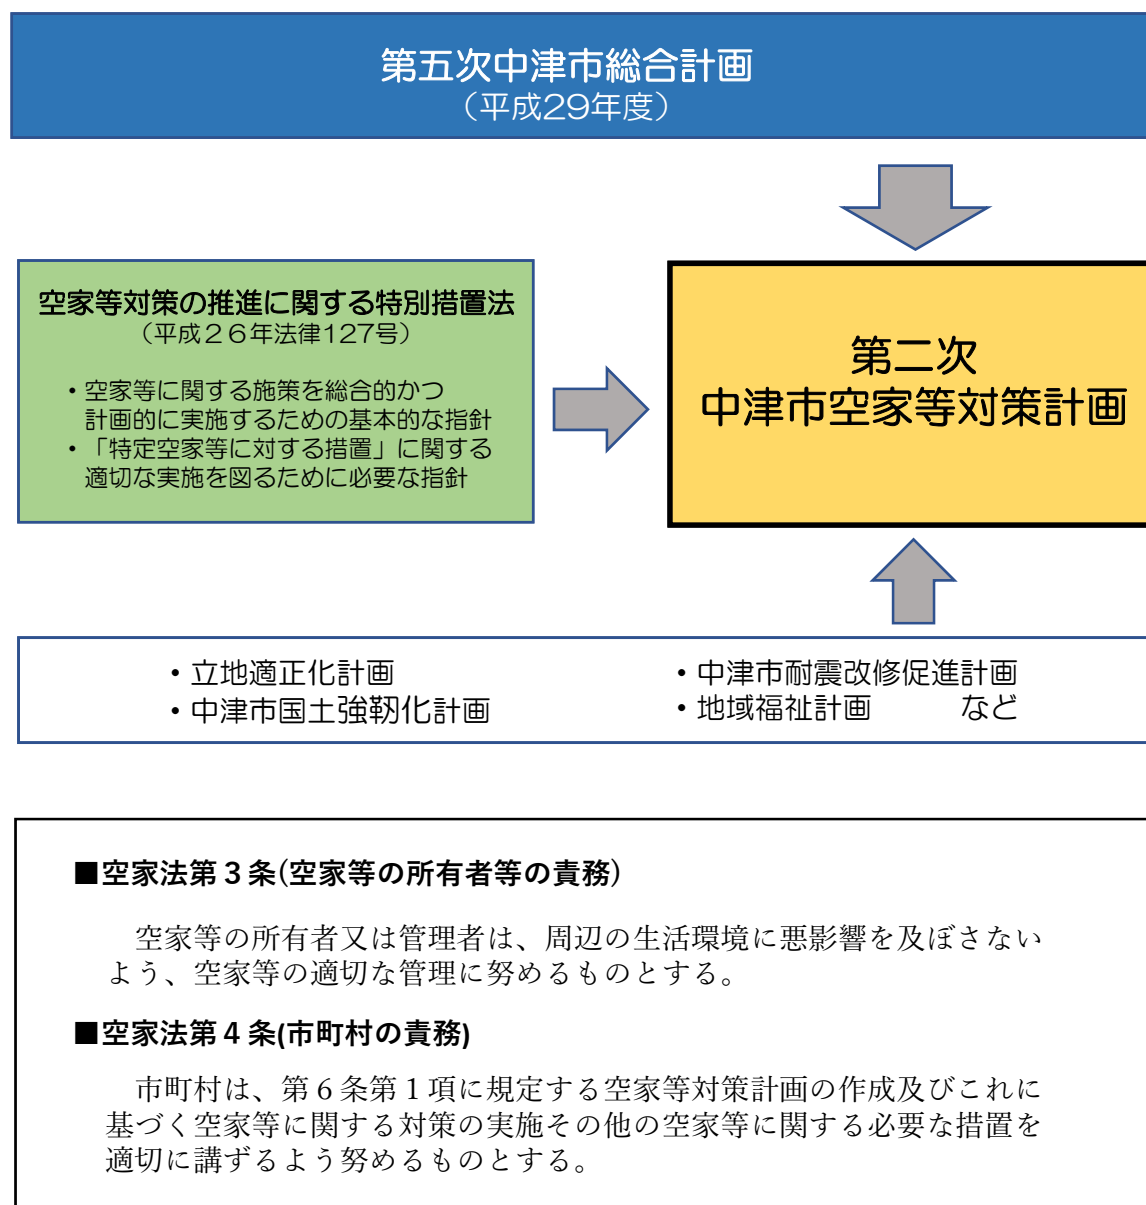 第五次中津市総合計画
（平成29年度）
空家等対策の推進に関する特別措置法
（平成２６年法律127号）
・空家等に関する施策を総合的かつ
計画的に実施するための基本的な指針
・「特定空家等に対する措置」に関する
適切な実施を図るために必要な指針
第二次
中津市空家等対策計画
・立地適正化計画
・中津市国土強靭化計画
・中津市耐震改修促進計画
・地域福祉計画　　など
■空家法第３条(空家等の所有者等の責務)
空家等の所有者又は管理者は、周辺の生活環境に悪影響を及ぼさない
よう、空家等の適切な管理に努めるものとする。
■空家法第４条(市町村の責務)
市町村は、第６条第１項に規定する空家等対策計画の作成及びこれに
基づく空家等に関する対策の実施その他の空家等に関する必要な措置を
適切に講ずるよう努めるものとする。